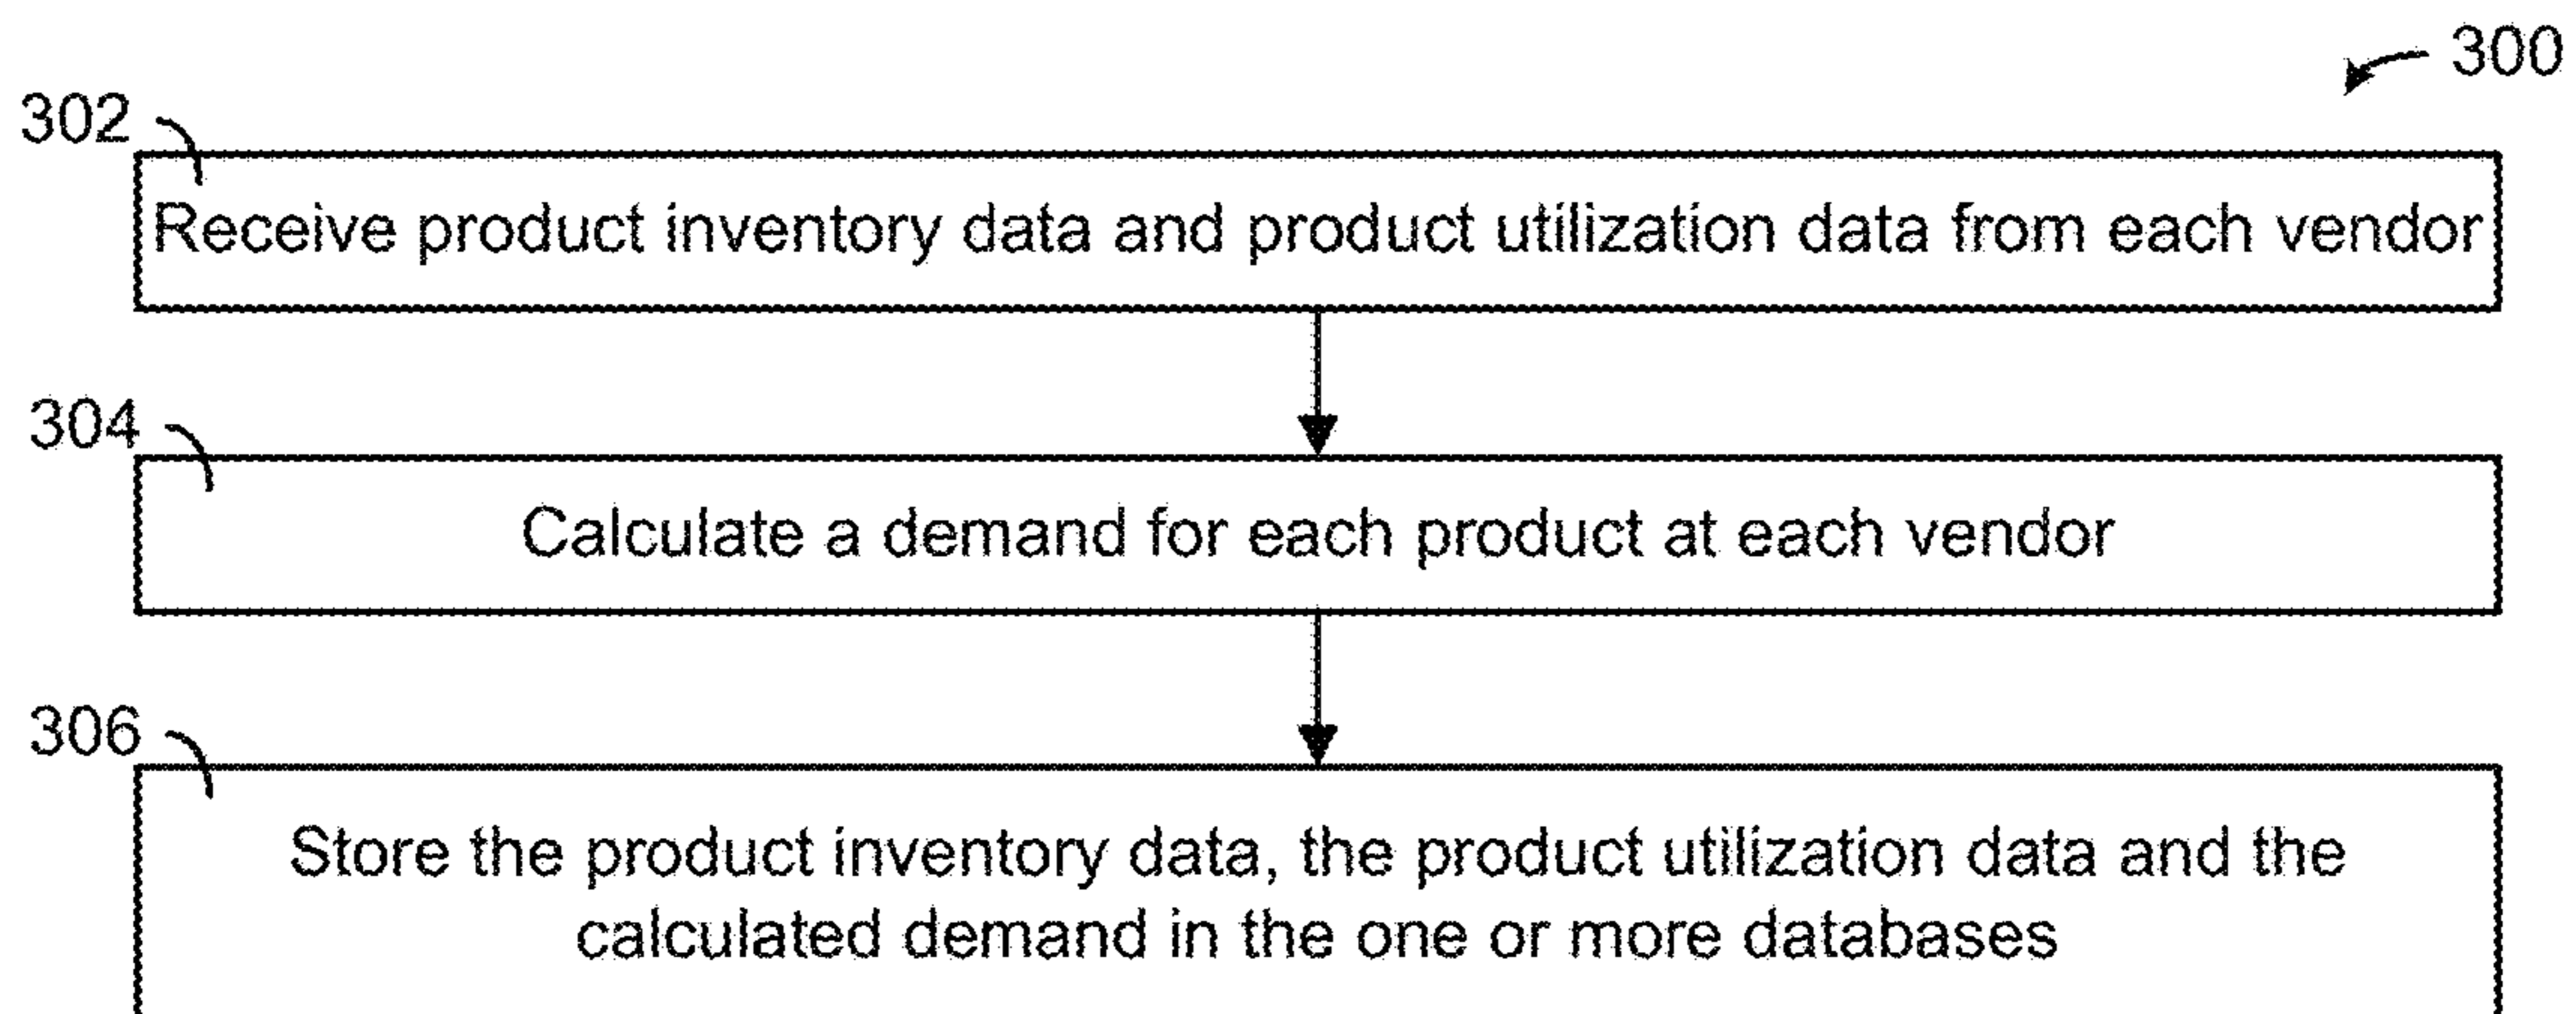 300
302
Receive product inventory data and product utilization data from each vendor
304
Calculate a demand for each product at each vendor
306
Store the product inventory data, the product utilization data and the
calculated demand in the one or more databases